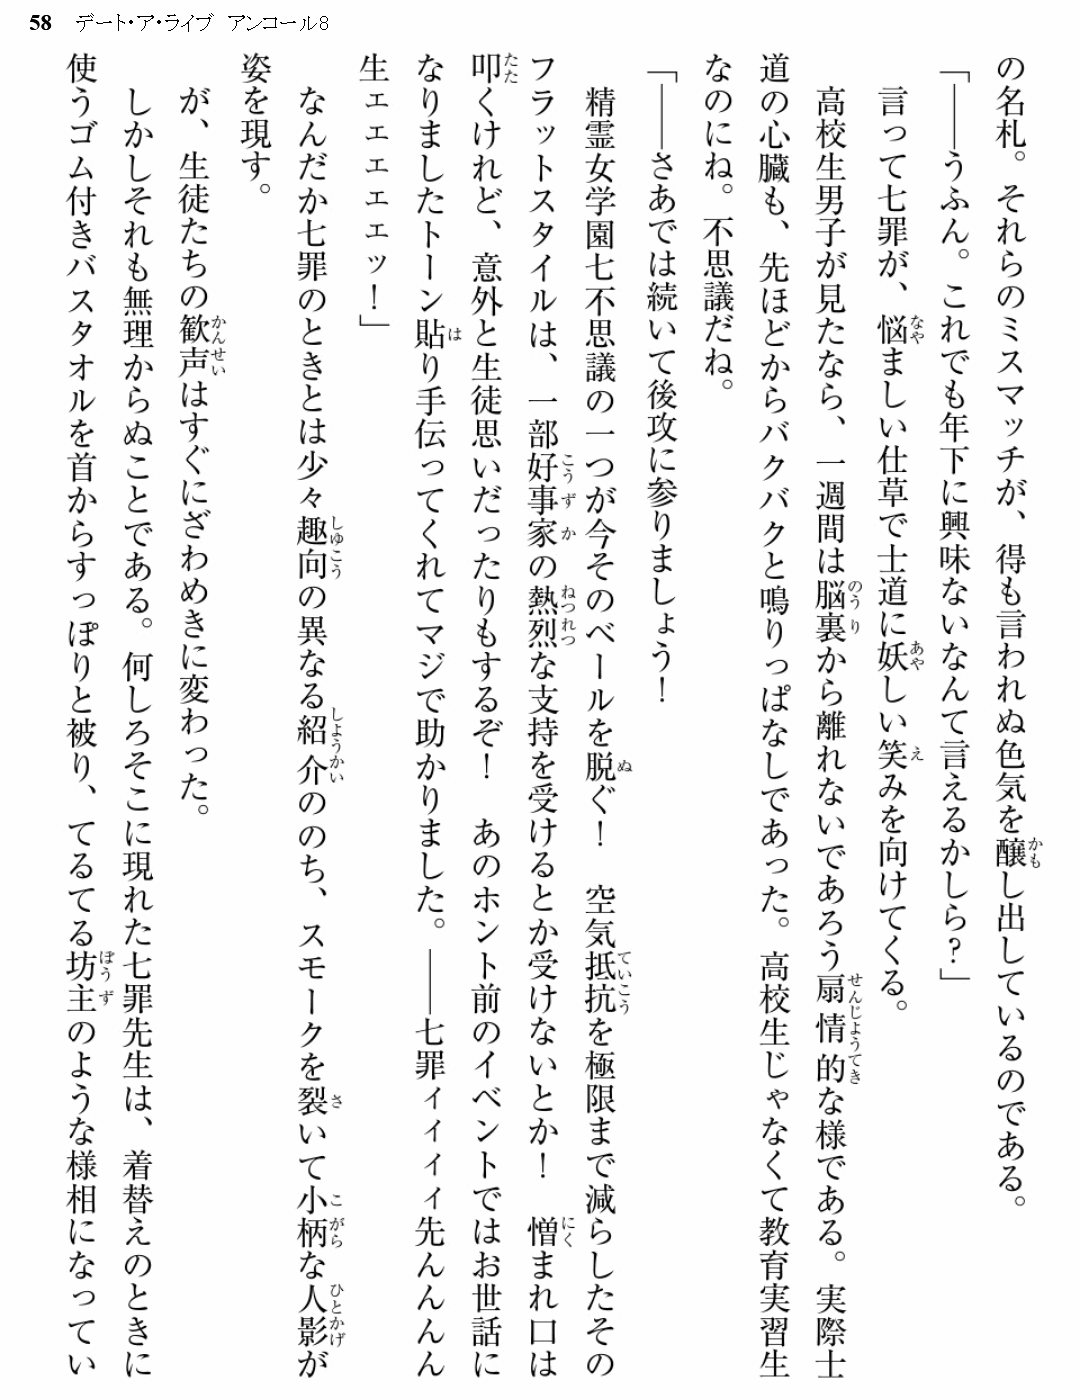 58 デート・ア・ライブ アンコール8
の名札。それらのミスマッチが、得も言われぬ色気を醸し出しているのである。
「――うふん。これでも年下に興味ないなんて言えるかしら？」
言って七罪が、悩ましい仕草で士道に妖しい笑みを向けてくる。
高校生男子が見たなら、一週間は脳裏から離れないであろう扇情的な様である。実際士
道の心臓も、先ほどからバクバクと鳴りっぱなしであった。高校生じゃなくて教育実習生
なのにね。不思議だね。
「――さあでは続いて後攻に参りましょう！
精霊女学園七不思議の一つが今そのベールを脱ぐ！　空気抵抗を極限まで減らしたその
フラットスタイルは、一部好事家の熱烈な支持を受けるとか受けないとか！　憎まれ口は
叩くけれど、意外と生徒思いだったりもするぞ！　あのホント前のイベントではお世話に
なりましたトーン貼り手伝ってくれてマジで助かりました。――七罪ィィィィ先んんんん
生ェェェェェッ！」
なんだか七罪のときとは少々趣向の異なる紹介ののち、スモークを裂いて小柄な人影が
姿を現す。
が、生徒たちの歓声はすぐにざわめきに変わった。
しかしそれも無理からぬことである。何しろそこに現れた七罪先生は、着替えのときに
使うゴム付きバスタオルを首からすっぽりと被り、てるてる坊主のような様相になってい